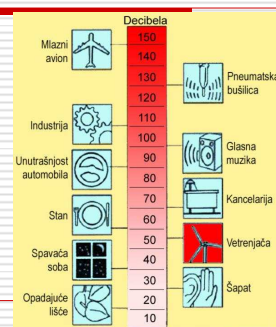 Decibela
150
140
130
120
110
100
90
80
70
60
50
40
30
20
10
Mlazni
avion
Industrija
Unutrašnjost
automobila
Stan
Spavaća
soba
Opadajuće
lišće
Pneumatska
bušilica
Glasna
muzika
Kancelarija
Vetrenjača
Šapat